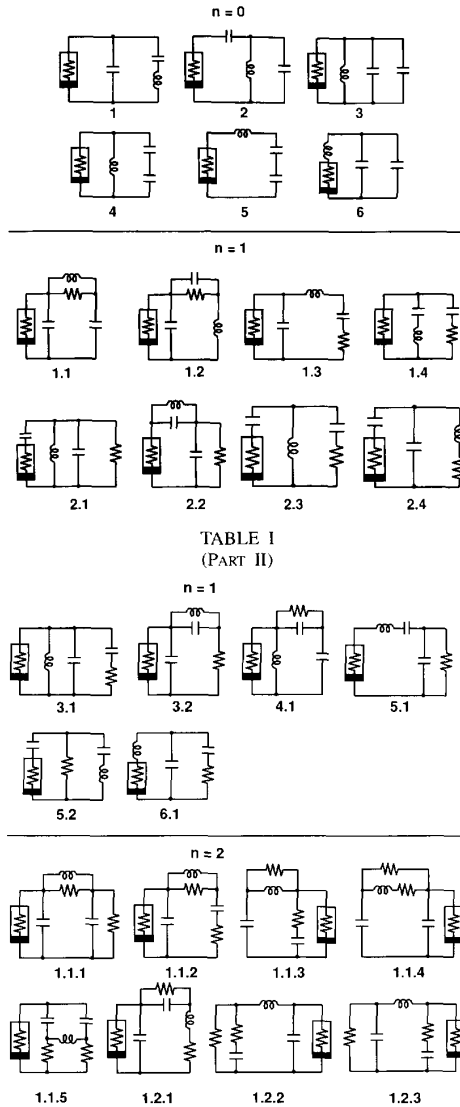 n = 0
1 2 3
4 5 6
n = 1
1.1 1.2 1.3 1.4
2.1 2.2 2.3 2.4
TABLE I
(PART II)
n = 1
3.1 3.2 4.1 5.1
5.2 6.1
n = 2
1.1.1 1.1.2 1.1.3 1.1.4
1.1.5 1.2.1 1.2.2 1.2.3